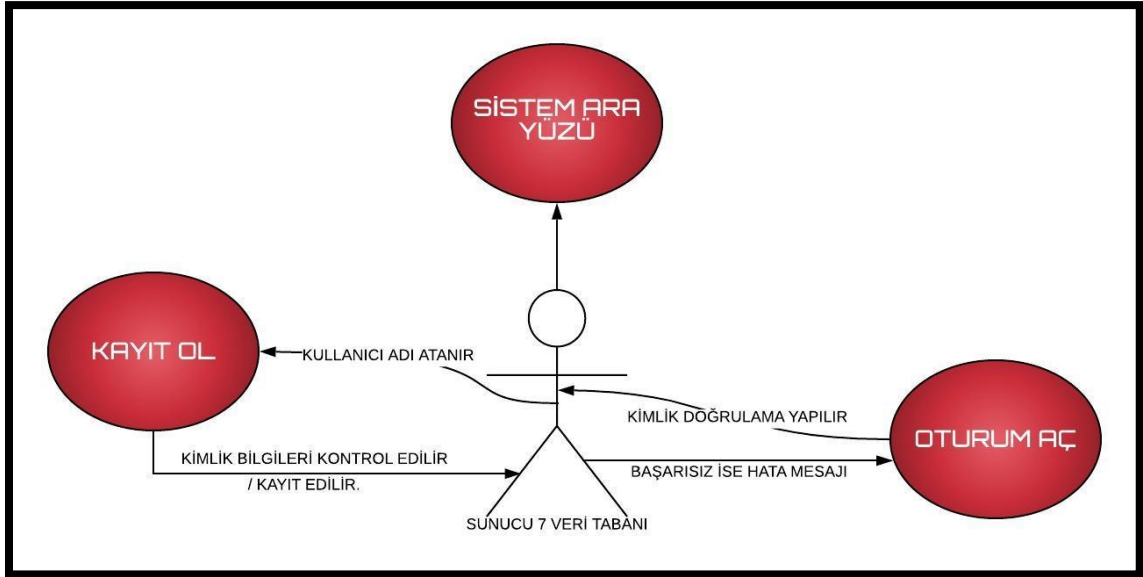 SİSTEM ARA
YÜZÜ
KAYIT OL
KULLANICI ADI ATANIR
KİMLİK DOĞRULAMA YAPILIR
OTURUM AÇ
KİMLİK BİLGİLERİ KONTROL EDİLİR
/ KAYIT EDİLİR.
BAŞARISIZ İSE HATA MESAJI
SUNUCU 7 VERİ TABANI